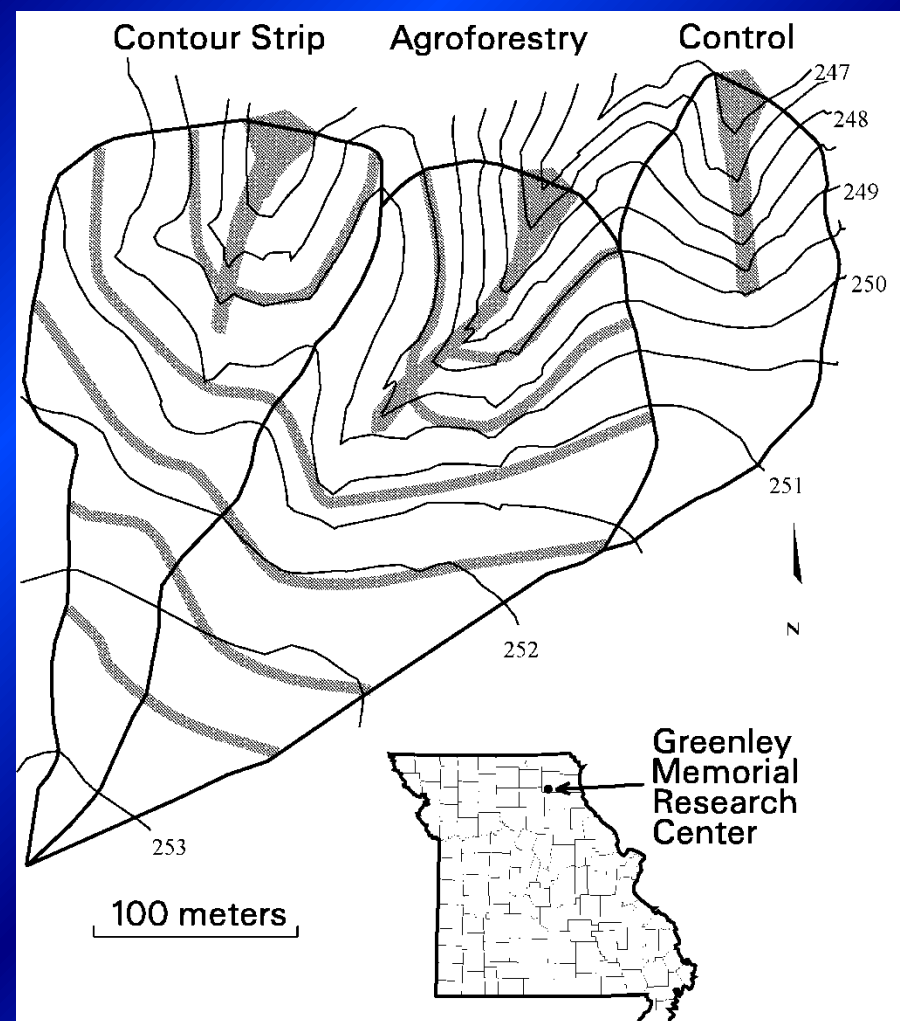 Contour Strip
Agroforestry
Control
247
248
249
250
251
N
252
Greenley
Memorial
Research
Center
253
100 meters